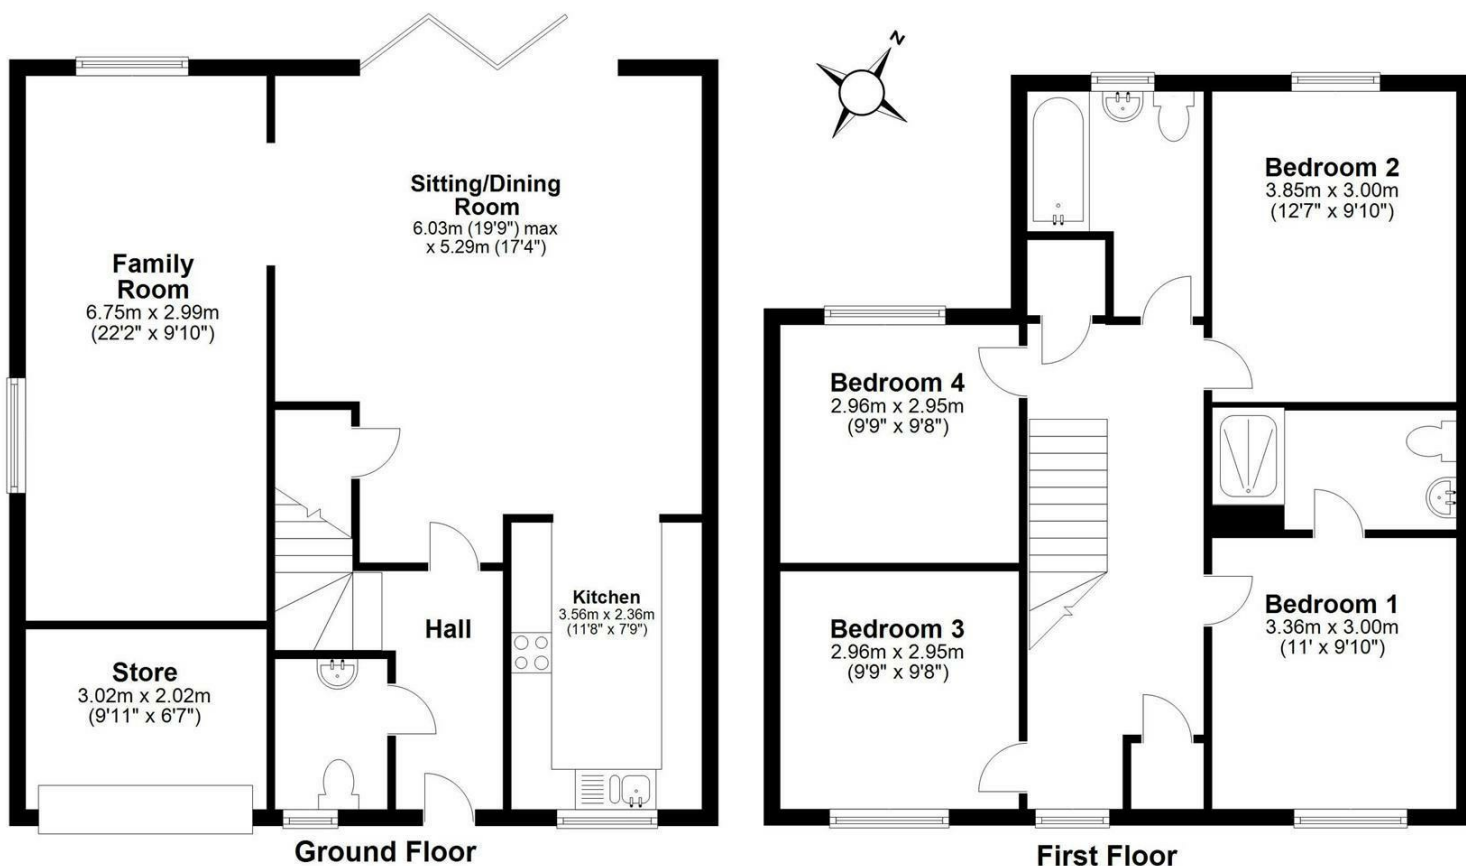 N
Sitting/Dining
Room
6.03m (19'9") max
x 5.29m (17'4")
Family
Room
6.75m x 2.99m
(22'2" x 9'10")
Kitchen
3.56m x 2.36m
(11'8" x 7'9")
Hall
Store
3.02m x 2.02m
(9'11" x 6'7")
Ground Floor
Bedroom 2
3.85m x 3.00m
(12'7" x 9'10")
Bedroom 4
2.96m x 2.95m
(9'9" x 9'8")
Bedroom 1
3.36m x 3.00m
(11' x 9'10")
Bedroom 3
2.96m x 2.95m
(9'9" x 9'8")
First Floor